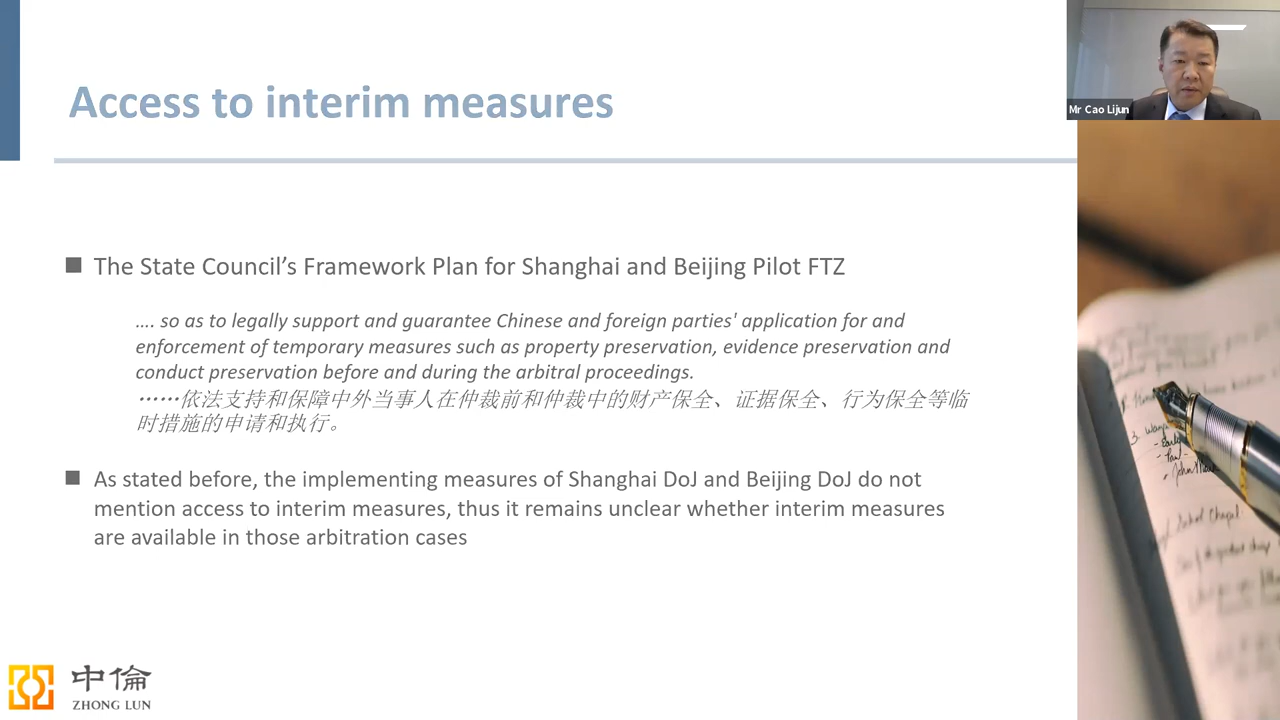 Access to interim measures
Mr Cao Lijun
■ The State Council’s Framework Plan for Shanghai and Beijing Pilot FTZ
…. so as to legally support and guarantee Chinese and foreign parties' application for and
enforcement of temporary measures such as property preservation, evidence preservation and
conduct preservation before and during the arbitral proceedings.
……依法支持和保障中外当事人在仲裁前和仲裁中的财产保全、证据保全、行为保全等临
时措施的申请和执行。
■ As stated before, the implementing measures of Shanghai DoJ and Beijing DoJ do not
mention access to interim measures, thus it remains unclear whether interim measures
are available in those arbitration cases
中倫
ZHONG LUN